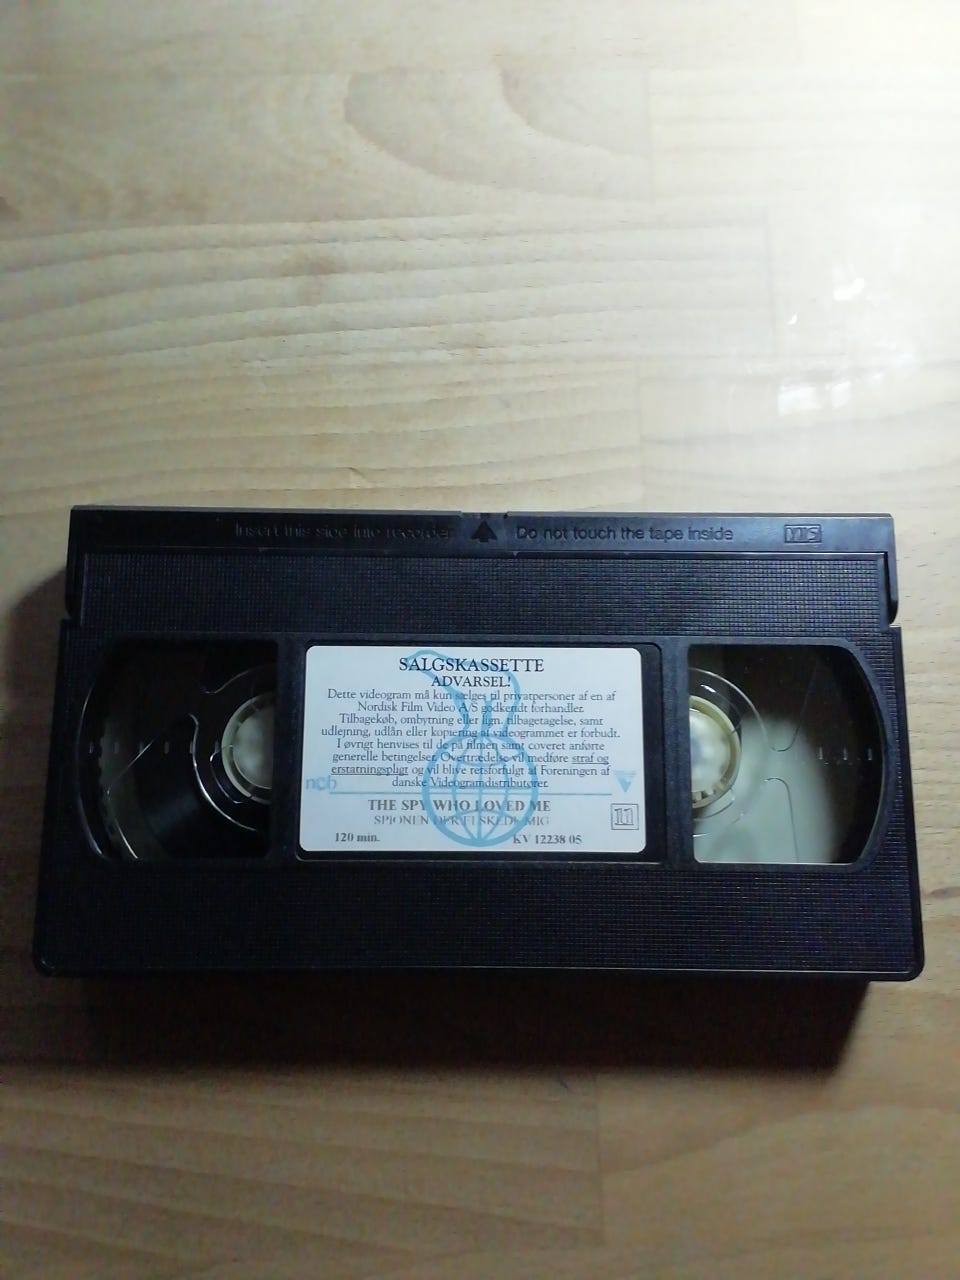 Insert this side into recorder Do not touch the tape inside VHS
SALGSKASSETTE
ADVARSEL!
Dette videogram må kun sælges til privatpersoner af en af
Nordisk Film Video A/S godkendt forhandler.
Tilbagekøb, ombytning eller lign. tilbagetagelse, samt
udlejning, udlån eller kopiering af videogrammet er forbudt.
I øvrigt henvises til de på filmen samt coveret anførte
generelle betingelser. Overtrædelse vil medføre straf og
erstatningspligt og vil blive retsforfulgt af Foreningen af
danske Videogramdistributører.
ncb
THE SPY WHO LOVED ME
SPIONEN DER ELSKEDE MIG
11
120 min. KV 12238 05